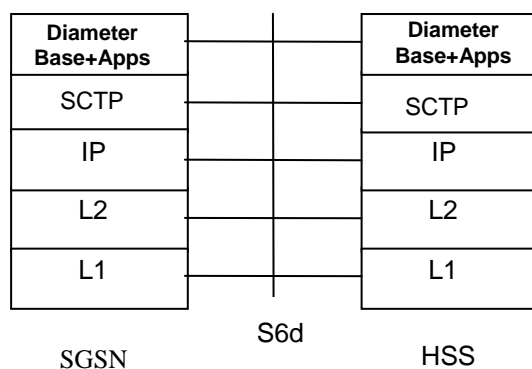 Diameter
Base+Apps
SCTP
IP
L2
L1
SGSN
S6d
Diameter
Base+Apps
SCTP
IP
L2
L1
HSS